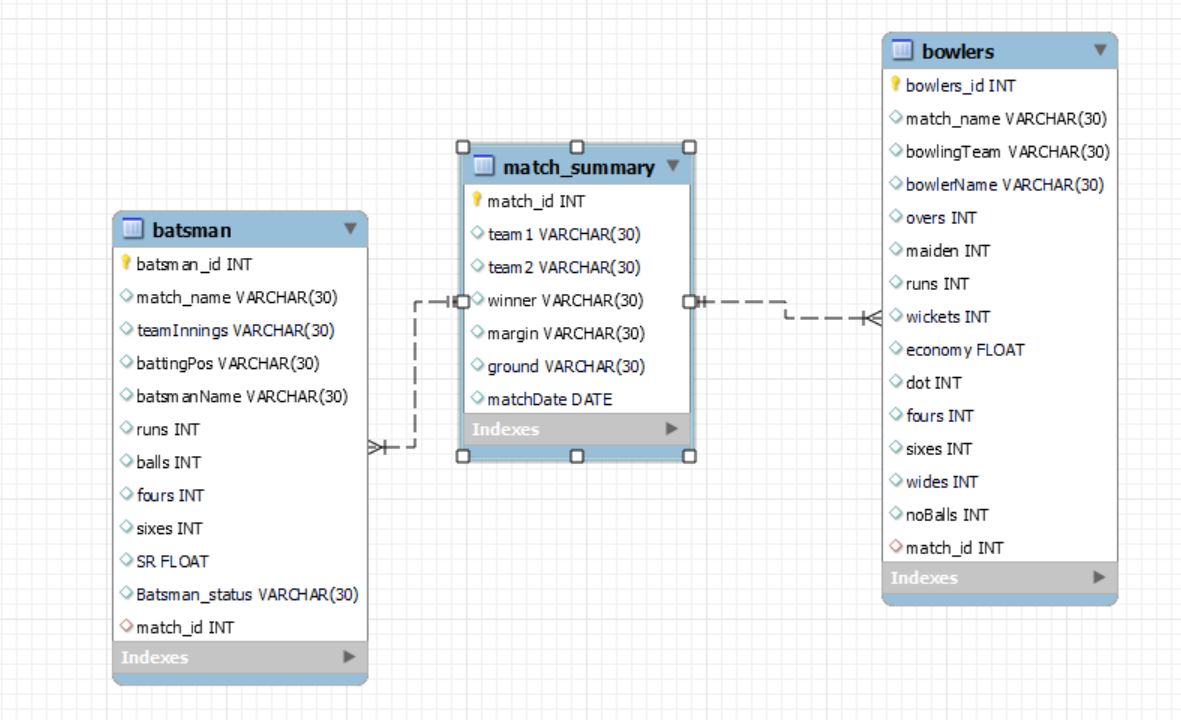 batsman
batsman_id INT
match_name VARCHAR(30)
teamInnings VARCHAR(30)
battingPos VARCHAR(30)
batsmanName VARCHAR(30)
runs INT
balls INT
fours INT
sixes INT
SR FLOAT
Batsman_status VARCHAR(30)
match_id INT
Indexes
match_summary
match_id INT
team1 VARCHAR(30)
team2 VARCHAR(30)
winner VARCHAR(30)
margin VARCHAR(30)
ground VARCHAR(30)
matchDate DATE
Indexes
bowlers
bowlers_id INT
match_name VARCHAR(30)
bowlingTeam VARCHAR(30)
bowlerName VARCHAR(30)
overs INT
maiden INT
runs INT
wickets INT
economy FLOAT
dot INT
fours INT
sixes INT
wides INT
noBalls INT
match_id INT
Indexes